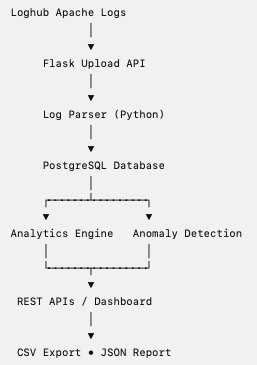 Loghub Apache Logs
Flask Upload API
Log Parser (Python)
PostgreSQL Database
Analytics Engine Anomaly Detection
REST APIs / Dashboard
CSV Export • JSON Report